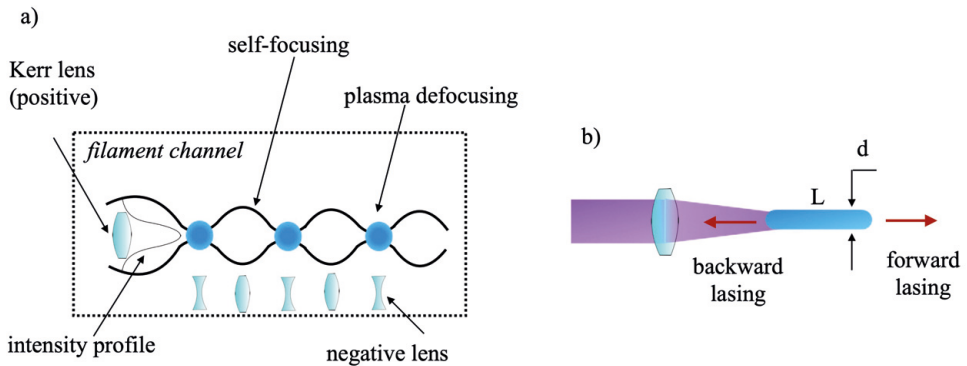 a)
self-focusing
Kerr lens
(positive)
plasma defocusing
filament channel
intensity profile
negative lens
b)
d
L
backward
lasing
forward
lasing